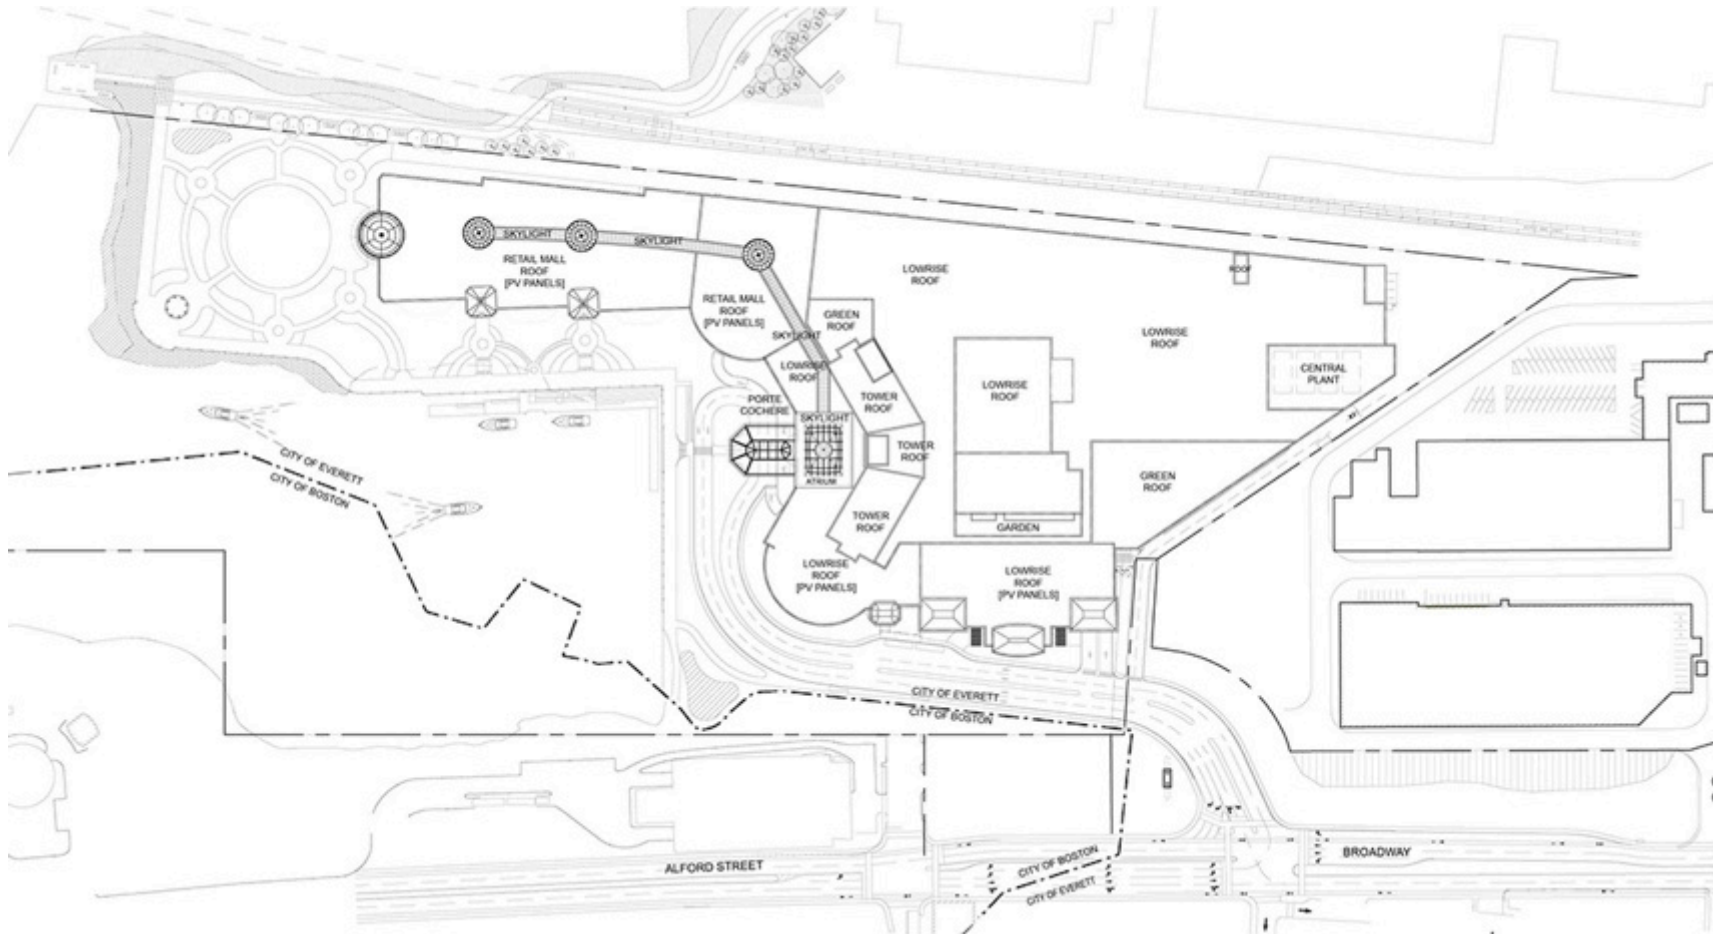 SKYLIGHT
SKYLIGHT
RETAIL MALL
ROOF
[PV PANELS]
LOWRISE
ROOF
ROOF
RETAIL MALL
ROOF
[PV PANELS]
GREEN
ROOF
SKYLIGHT
LOWRISE
ROOF
LOWRISE
ROOF
CENTRAL
PLANT
LOWRISE
ROOF
PORTE
COCHERE
TOWER
ROOF
SKYLIGHT
TOWER
ROOF
ATRIUM
GREEN
ROOF
CITY OF EVERETT
CITY OF BOSTON
TOWER
ROOF
GARDEN
LOWRISE
ROOF
[PV PANELS]
LOWRISE
ROOF
[PV PANELS]
CITY OF EVERETT
CITY OF BOSTON
ALFORD STREET
CITY OF BOSTON
CITY OF EVERETT
BROADWAY